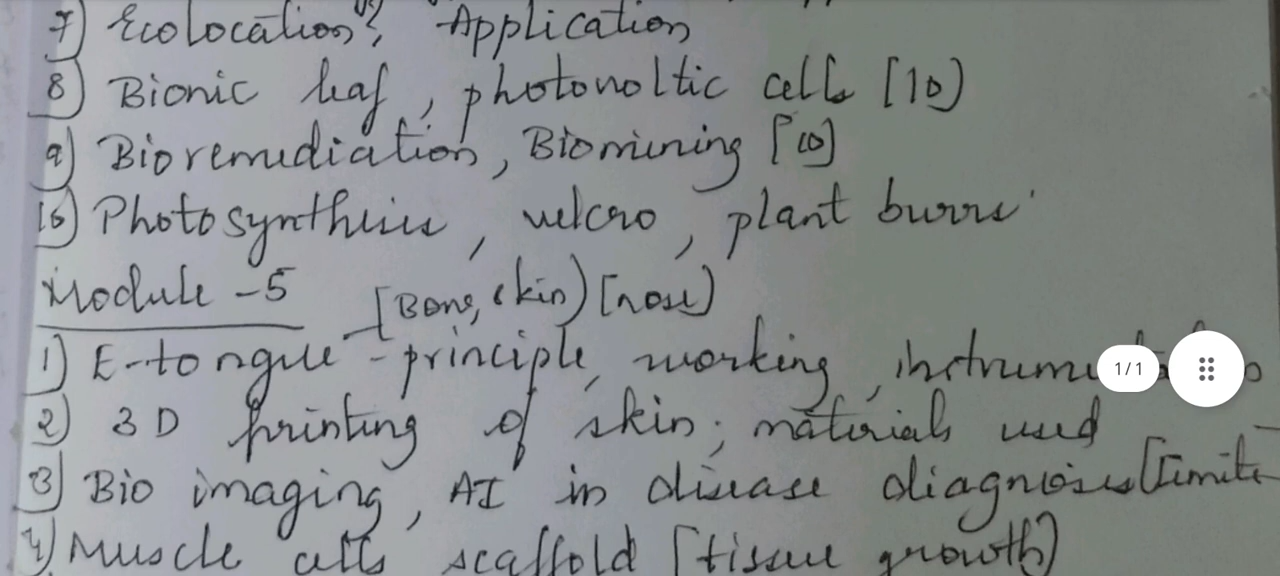 7) Ecolocation?, Application
8) Bionic leaf, photovoltic cells [10]
9) Bioremediation, Biomining [10]
10) Photosynthesis, velcro, plant burrs
Module - 5 [Bone, skin) [nose)
1) E-tongue - principle, working,
2) 3D printing of skin; materials used
3) Bio imaging, AI in disease diagnosis
4) Muscle cells scaffold [tissue growth)
1/1